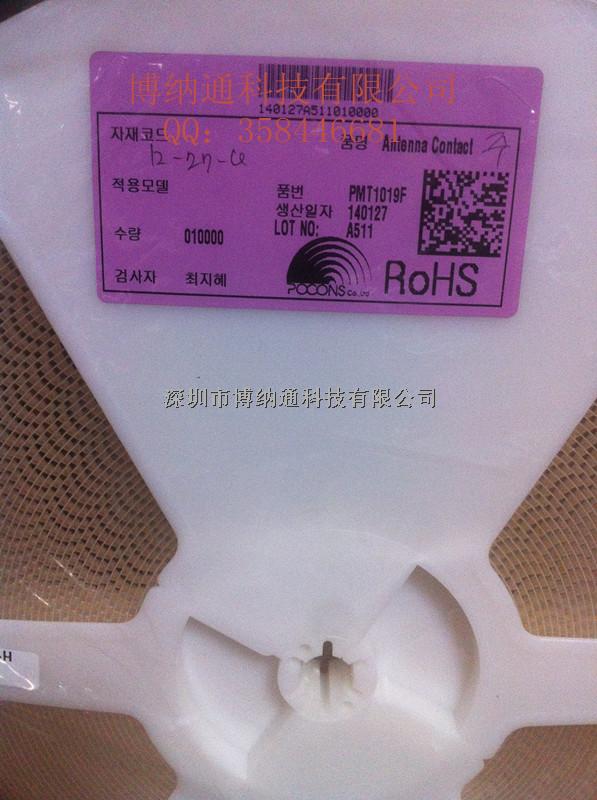 博纳通科技有限公司
140127A511010000
QQ：358446681
자재코드
품명 Antenna Contact
적용모델
품번 PMT1019F
생산일자 140127
수량 010000
LOT NO: A511
검사자 최지혜
POCONS Co.,Ltd
RoHS
深圳市博纳通科技有限公司
-H